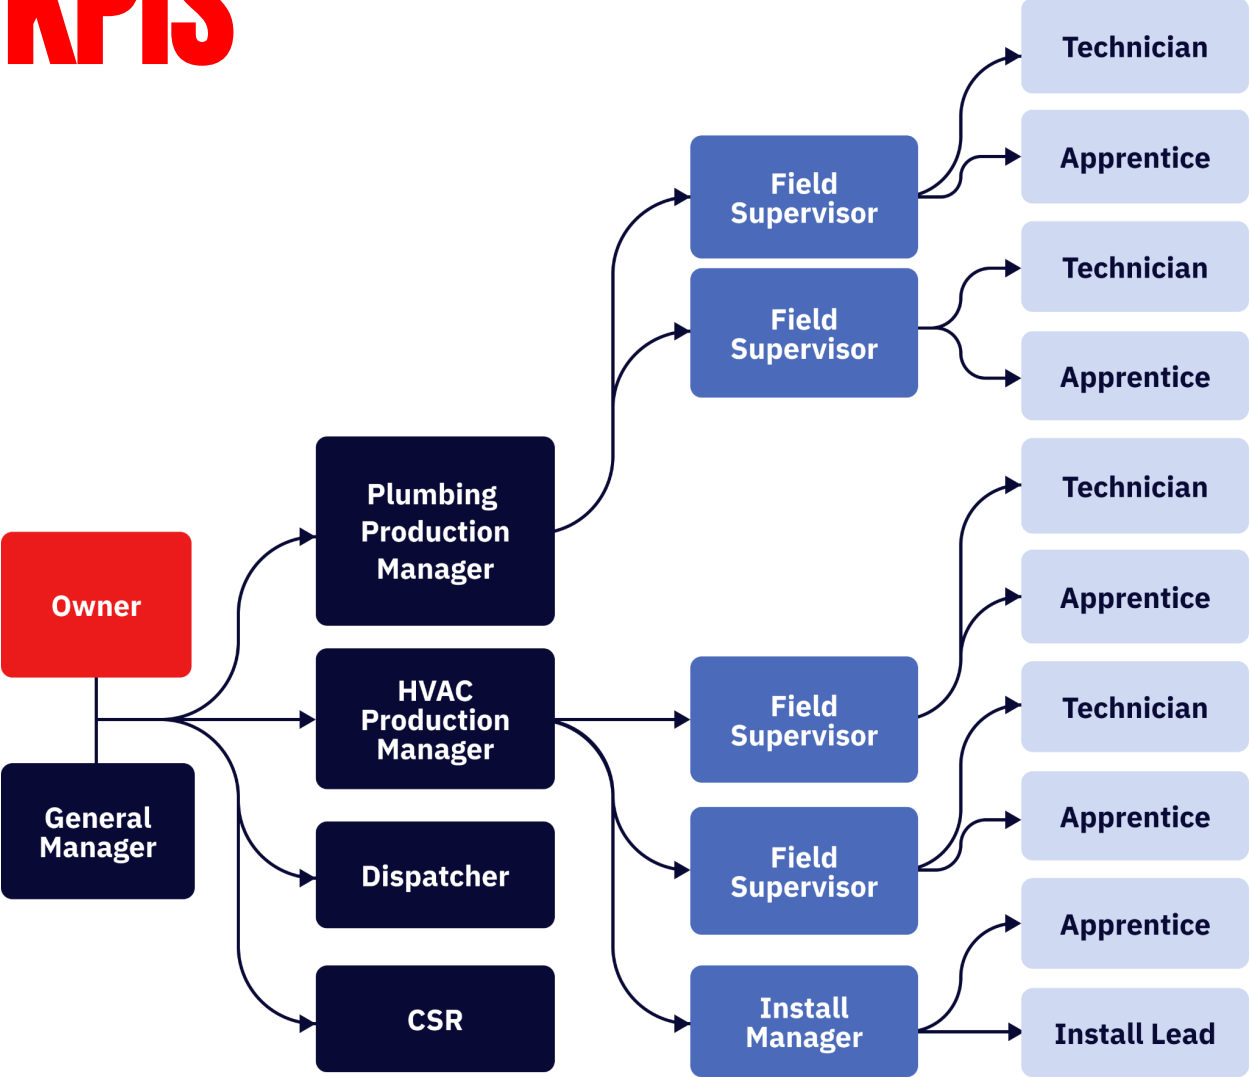 KPIS
Technician
Apprentice
Field
Supervisor
Technician
Field
Supervisor
Apprentice
Plumbing
Production
Manager
Technician
Owner
Apprentice
HVAC
Production
Manager
Field
Supervisor
Technician
General
Manager
Dispatcher
Field
Supervisor
Apprentice
Apprentice
CSR
Install
Manager
Install Lead